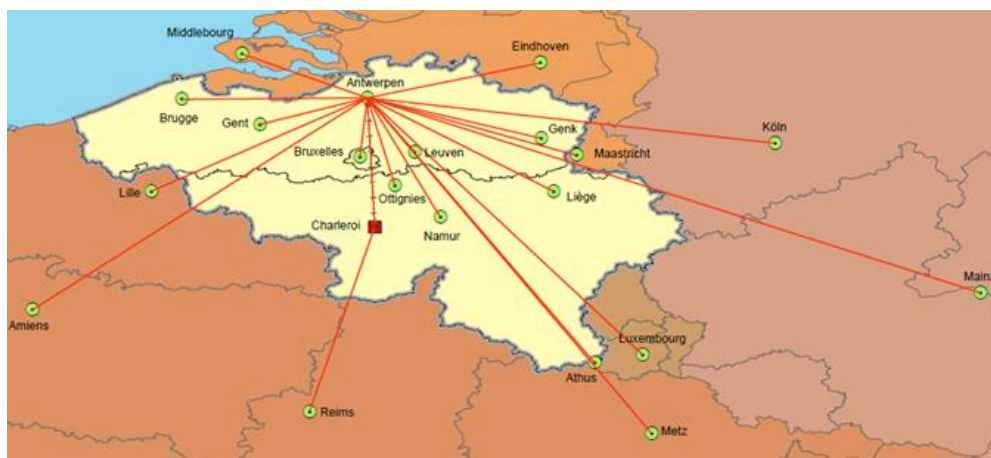 Middlebourg
Eindhoven
Antwerpen
Brugge
Gent
Genk
Köln
Bruxelles
Leuven
Maastricht
Lille
Ottignies
Liège
Charleroi
Namur
Mainz
Amiens
Luxembourg
Athus
Reims
Metz